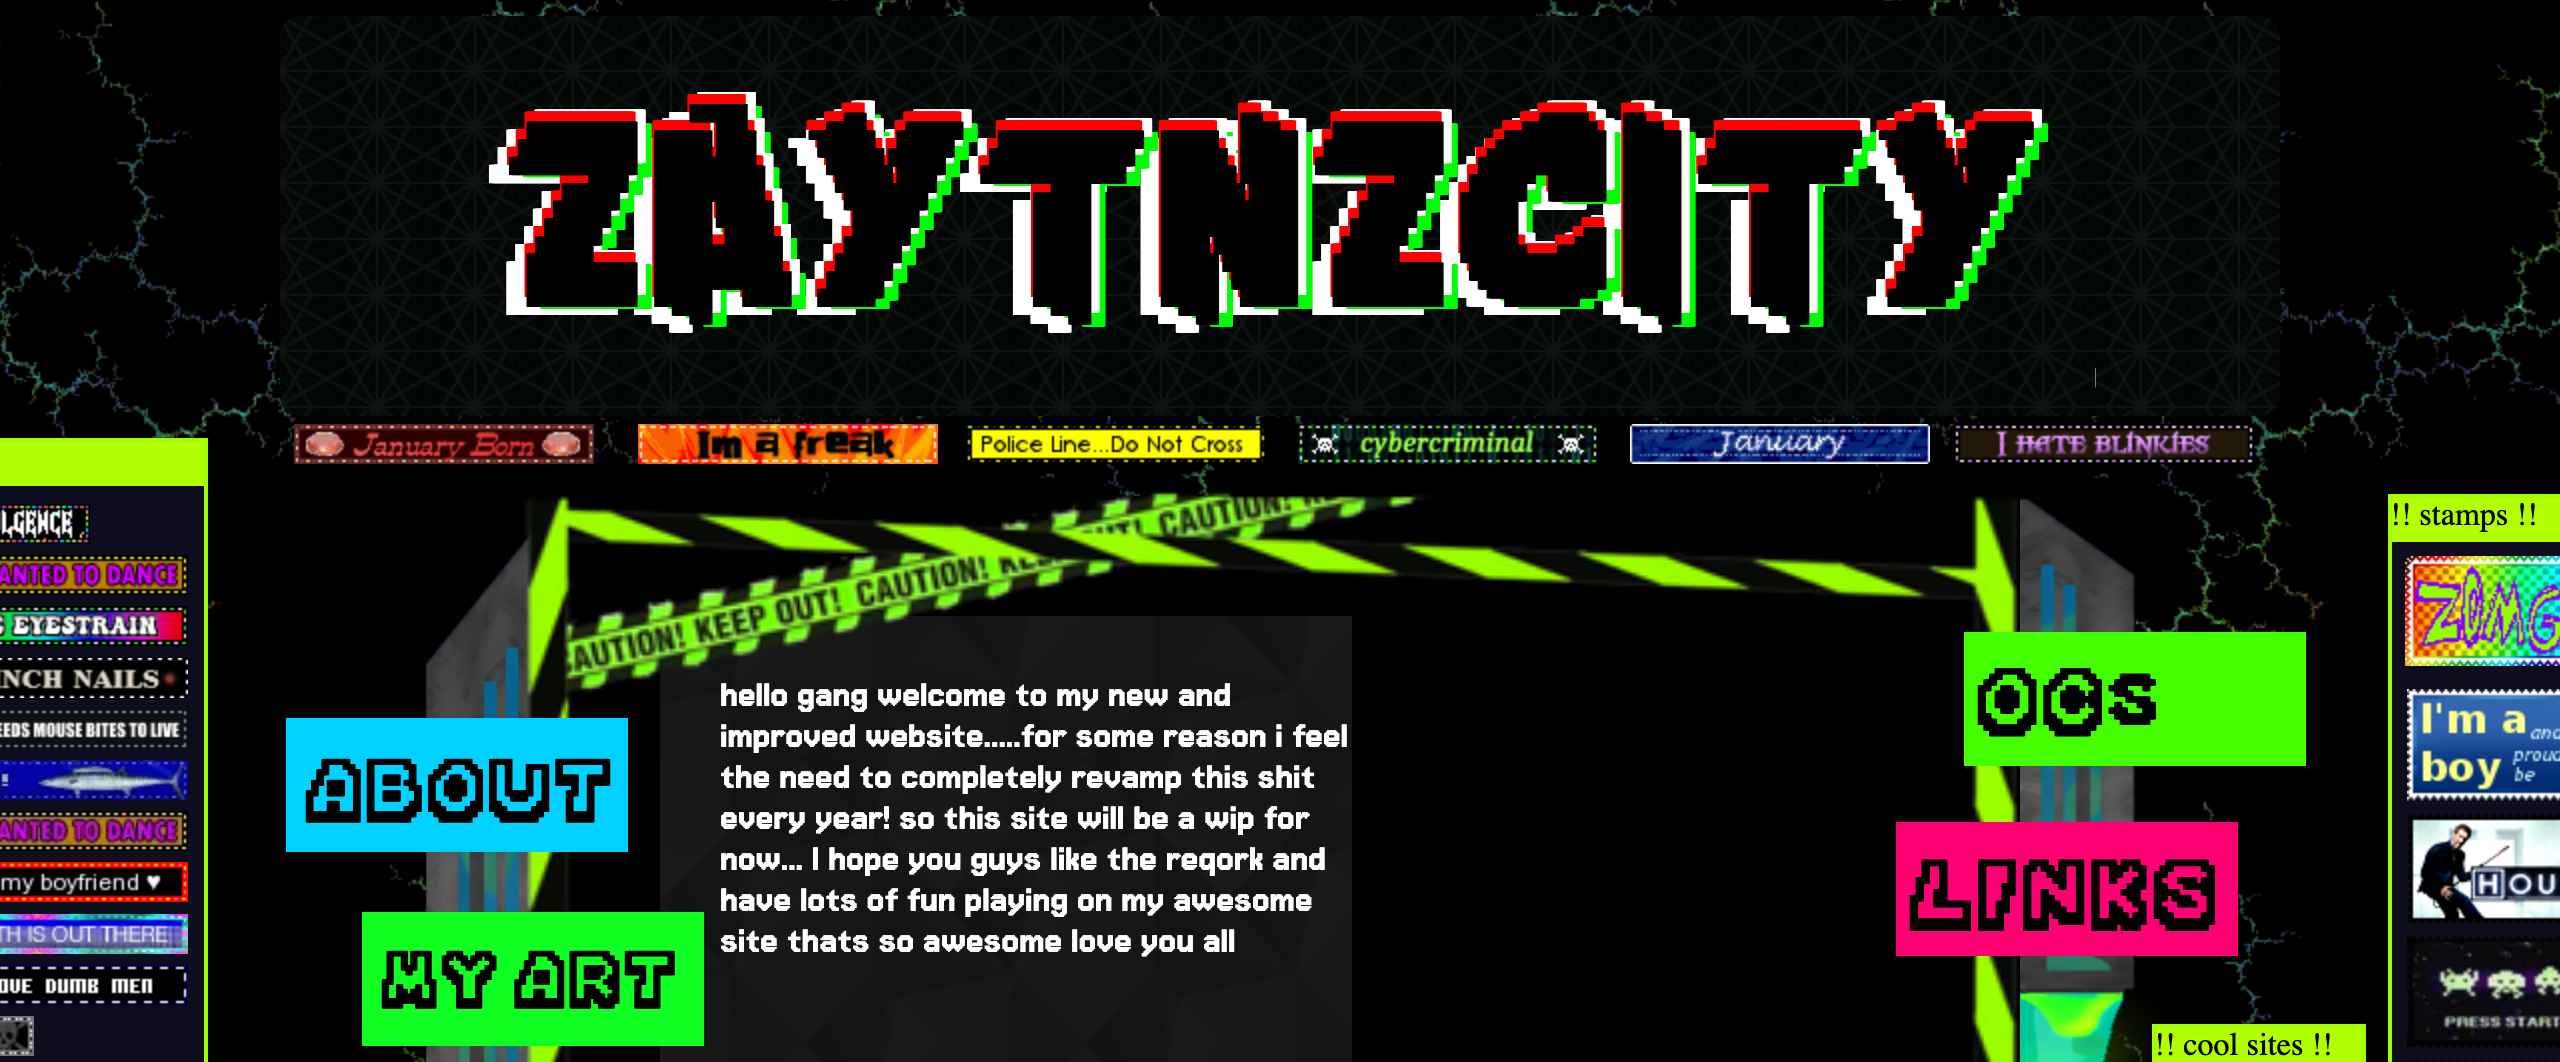 ZAYTNZCITY
January Born
Im a freak
Police Line...Do Not Cross
cybercriminal
January
I HATE BLINKIES
LGENCE
ANTED TO DANCE
EYESTRAIN
INCH NAILS
EEDS MOUSE BITES TO LIVE
!!
ANTED TO DANCE
my boyfriend ♥
TH IS OUT THERE
OVE DUMB MEN
CAUTION!
AUTION! KEEP OUT! CAUTION!
ABOUT
MY ART
hello gang welcome to my new and
improved website.....for some reason i feel
the need to completely revamp this shit
every year! so this site will be a wip for
now... I hope you guys like the reqork and
have lots of fun playing on my awesome
site thats so awesome love you all
OCs
LINKS
!! cool sites !!
!! stamps !!
ZOMG
I'm a and
boy proud
be
HOU
PRESS START